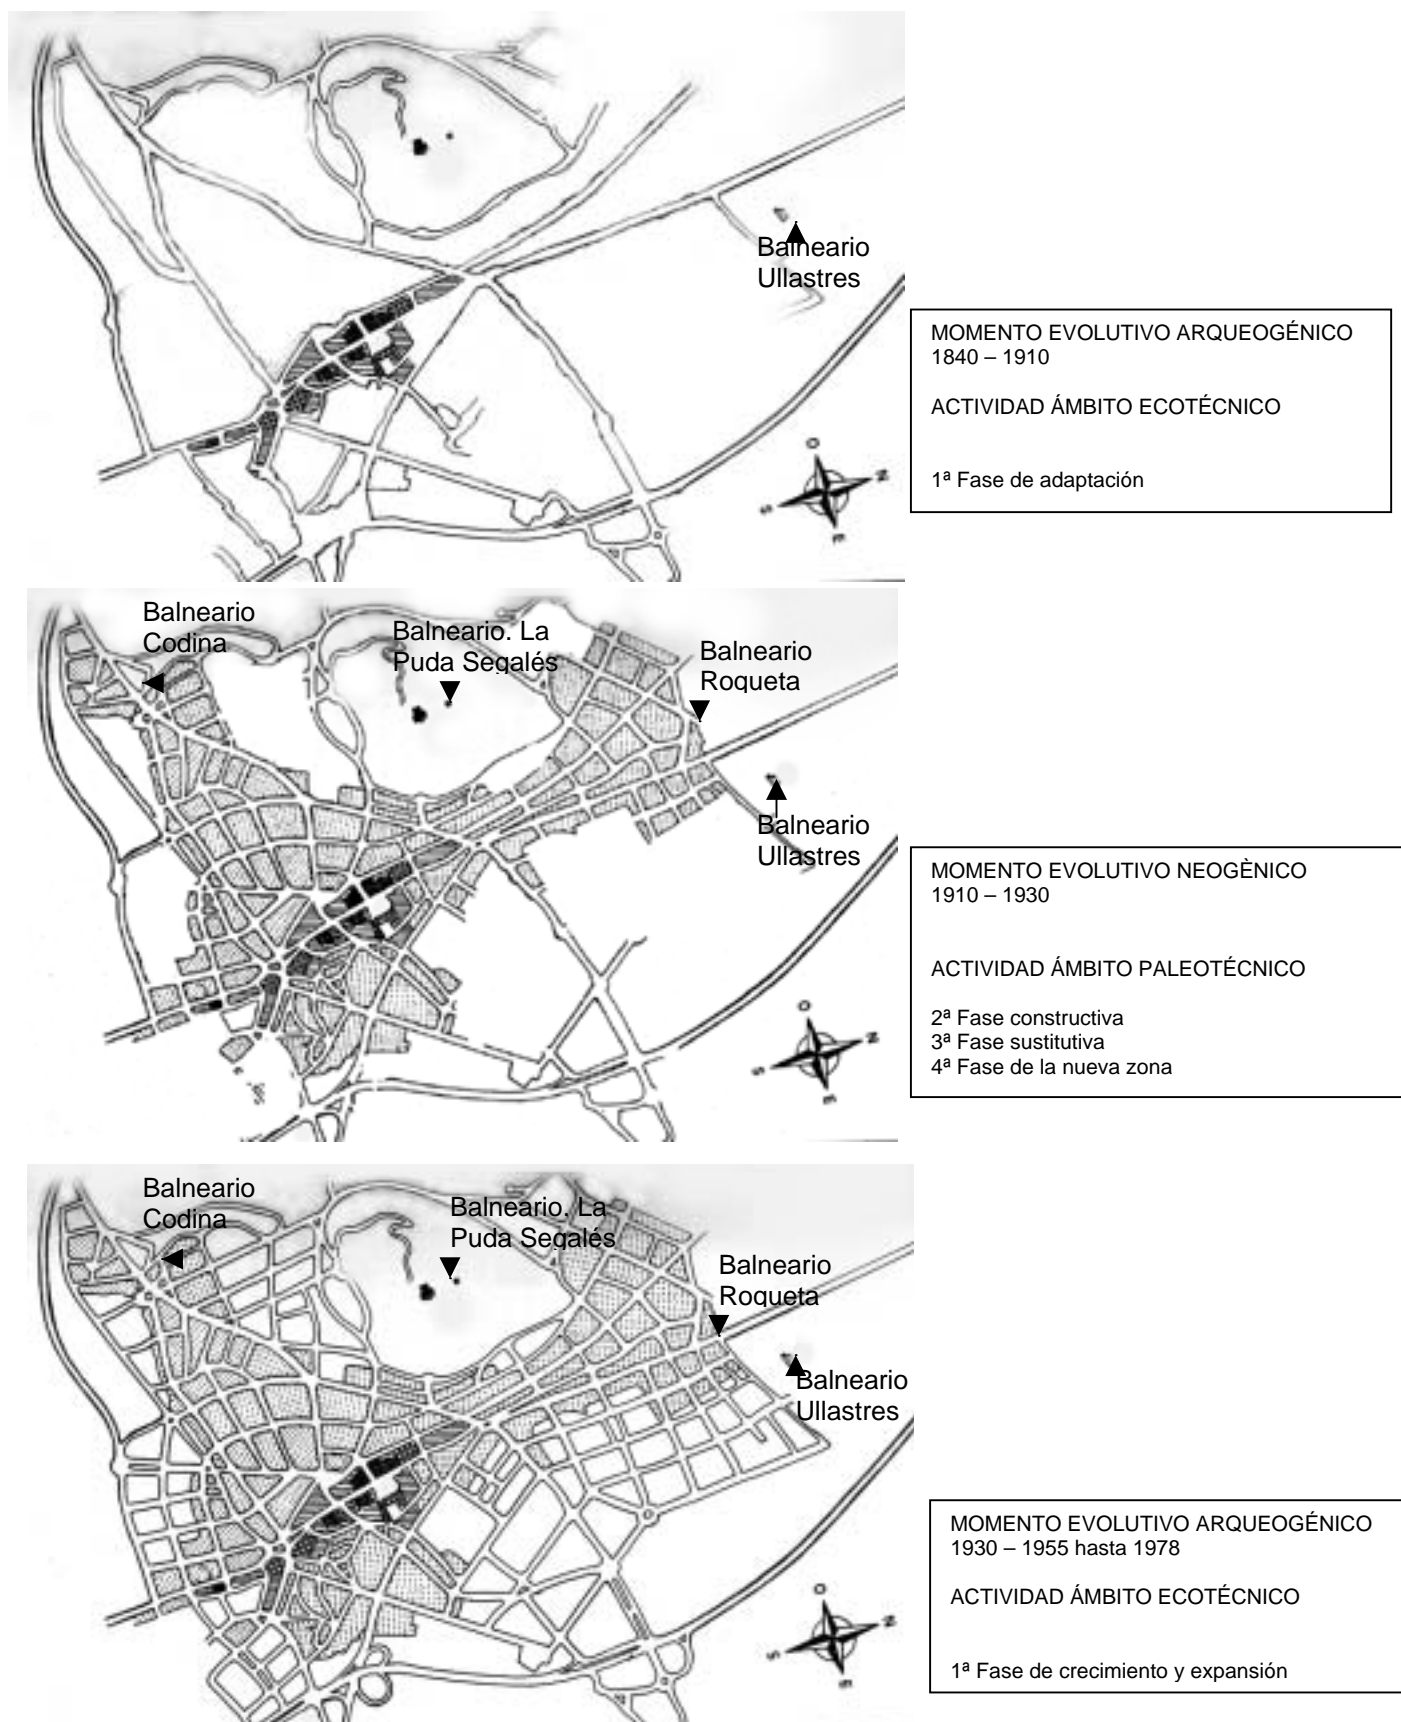 Balneario
Ullastres
MOMENTO EVOLUTIVO ARQUEOGÉNICO
1840 – 1910
ACTIVIDAD ÁMBITO ECOTÉCNICO
1ª Fase de adaptación
O
N
S
E
Balneario
Codina
Balneario. La
Puda Segalés
Balneario
Roqueta
Balneario
Ullastres
MOMENTO EVOLUTIVO NEOGÈNICO
1910 – 1930
ACTIVIDAD ÁMBITO PALEOTÉCNICO
2ª Fase constructiva
3ª Fase sustitutiva
4ª Fase de la nueva zona
O
N
S
E
Balneario
Codina
Balneario. La
Puda Segalés
Balneario
Roqueta
Balneario
Ullastres
MOMENTO EVOLUTIVO ARQUEOGÉNICO
1930 – 1955 hasta 1978
ACTIVIDAD ÁMBITO ECOTÉCNICO
1ª Fase de crecimiento y expansión
O
N
S
E